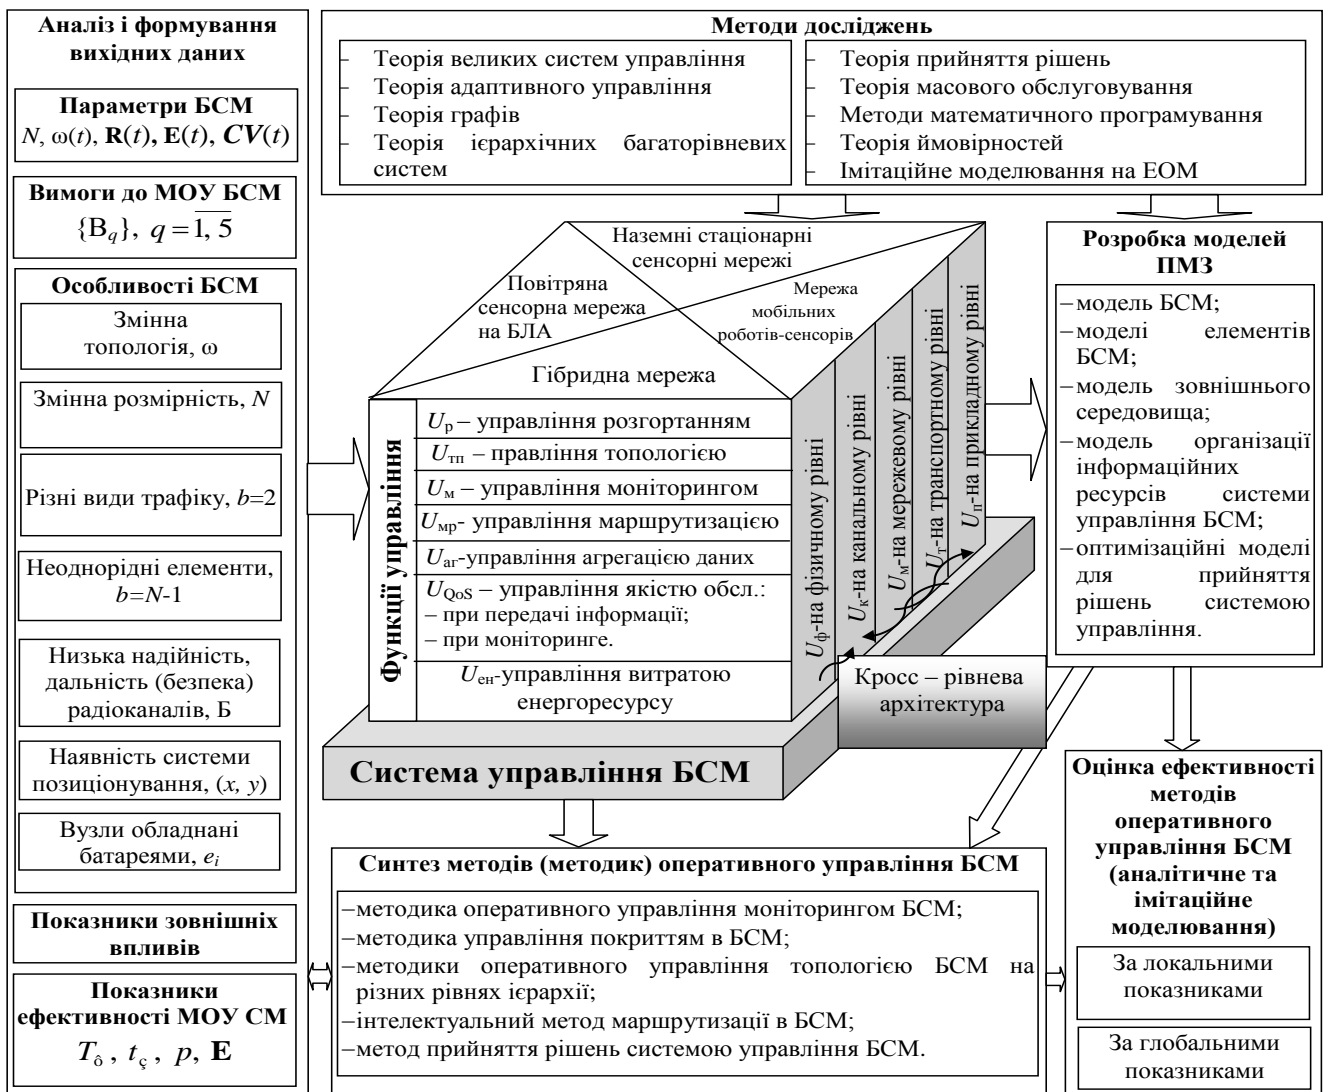 Аналіз і формування
вихідних даних
Параметри БСМ
N, ω(t), R(t), E(t), CV(t)
Вимоги до МОУ БСМ
{B_q}, q = \overline{1, 5}
Особливості БСМ
Змінна
топологія, ω
Змінна розмірність, N
Різні види трафіку, b=2
Неоднорідні елементи,
b=N-1
Низька надійність,
дальність (безпека)
радіоканалів, Б
Наявність системи
позиціонування, (x, y)
Вузли обладнані
батареями, e_i
Показники зовнішніх
впливів
Показники
ефективності МОУ СМ
T_ô , t_ç , p, E
Методи досліджень
- Теорія великих систем управління
- Теорія адаптивного управління
- Теорія графів
- Теорія ієрархічних багаторівневих
систем
- Теорія прийняття рішень
- Теорія масового обслуговування
- Методи математичного програмування
- Теорія ймовірностей
- Імітаційне моделювання на ЕОМ
Наземні стаціонарні
сенсорні мережі
Повітряна
сенсорна мережа
на БЛА
Мережа
мобільних
роботів-сенсорів
Гібридна мережа
Функції управління
U_р – управління розгортанням
U_тп – правління топологією
U_м – управління моніторингом
U_мр- управління маршрутизацією
U_аг-управління агрегацією даних
U_QoS – управління якістю обсл.:
– при передачі інформації;
– при моніторинге.
U_ен-управління витратою
енергоресурсу
U_ф-на фізичному рівні
U_к-на канальному рівні
U_м-на мережевому рівні
U_т-на транспортному рівні
U_п-на прикладному рівні
Кросс – рівнева
архітектура
Система управління БСМ
Розробка моделей
ПМЗ
–модель БСМ;
–моделі елементів
БСМ;
–модель зовнішнього
середовища;
–модель організації
інформаційних
ресурсів системи
управління БСМ;
–оптимізаційні моделі
для прийняття
рішень системою
управління.
Синтез методів (методик) оперативного управління БСМ
–методика оперативного управління моніторингом БСМ;
–методика управління покриттям в БСМ;
–методики оперативного управління топологією БСМ на
різних рівнях ієрархії;
–інтелектуальний метод маршрутизації в БСМ;
–метод прийняття рішень системою управління БСМ.
Оцінка ефективності
методів
оперативного
управління БСМ
(аналітичне та
імітаційне
моделювання)
За локальними
показниками
За глобальними
показниками